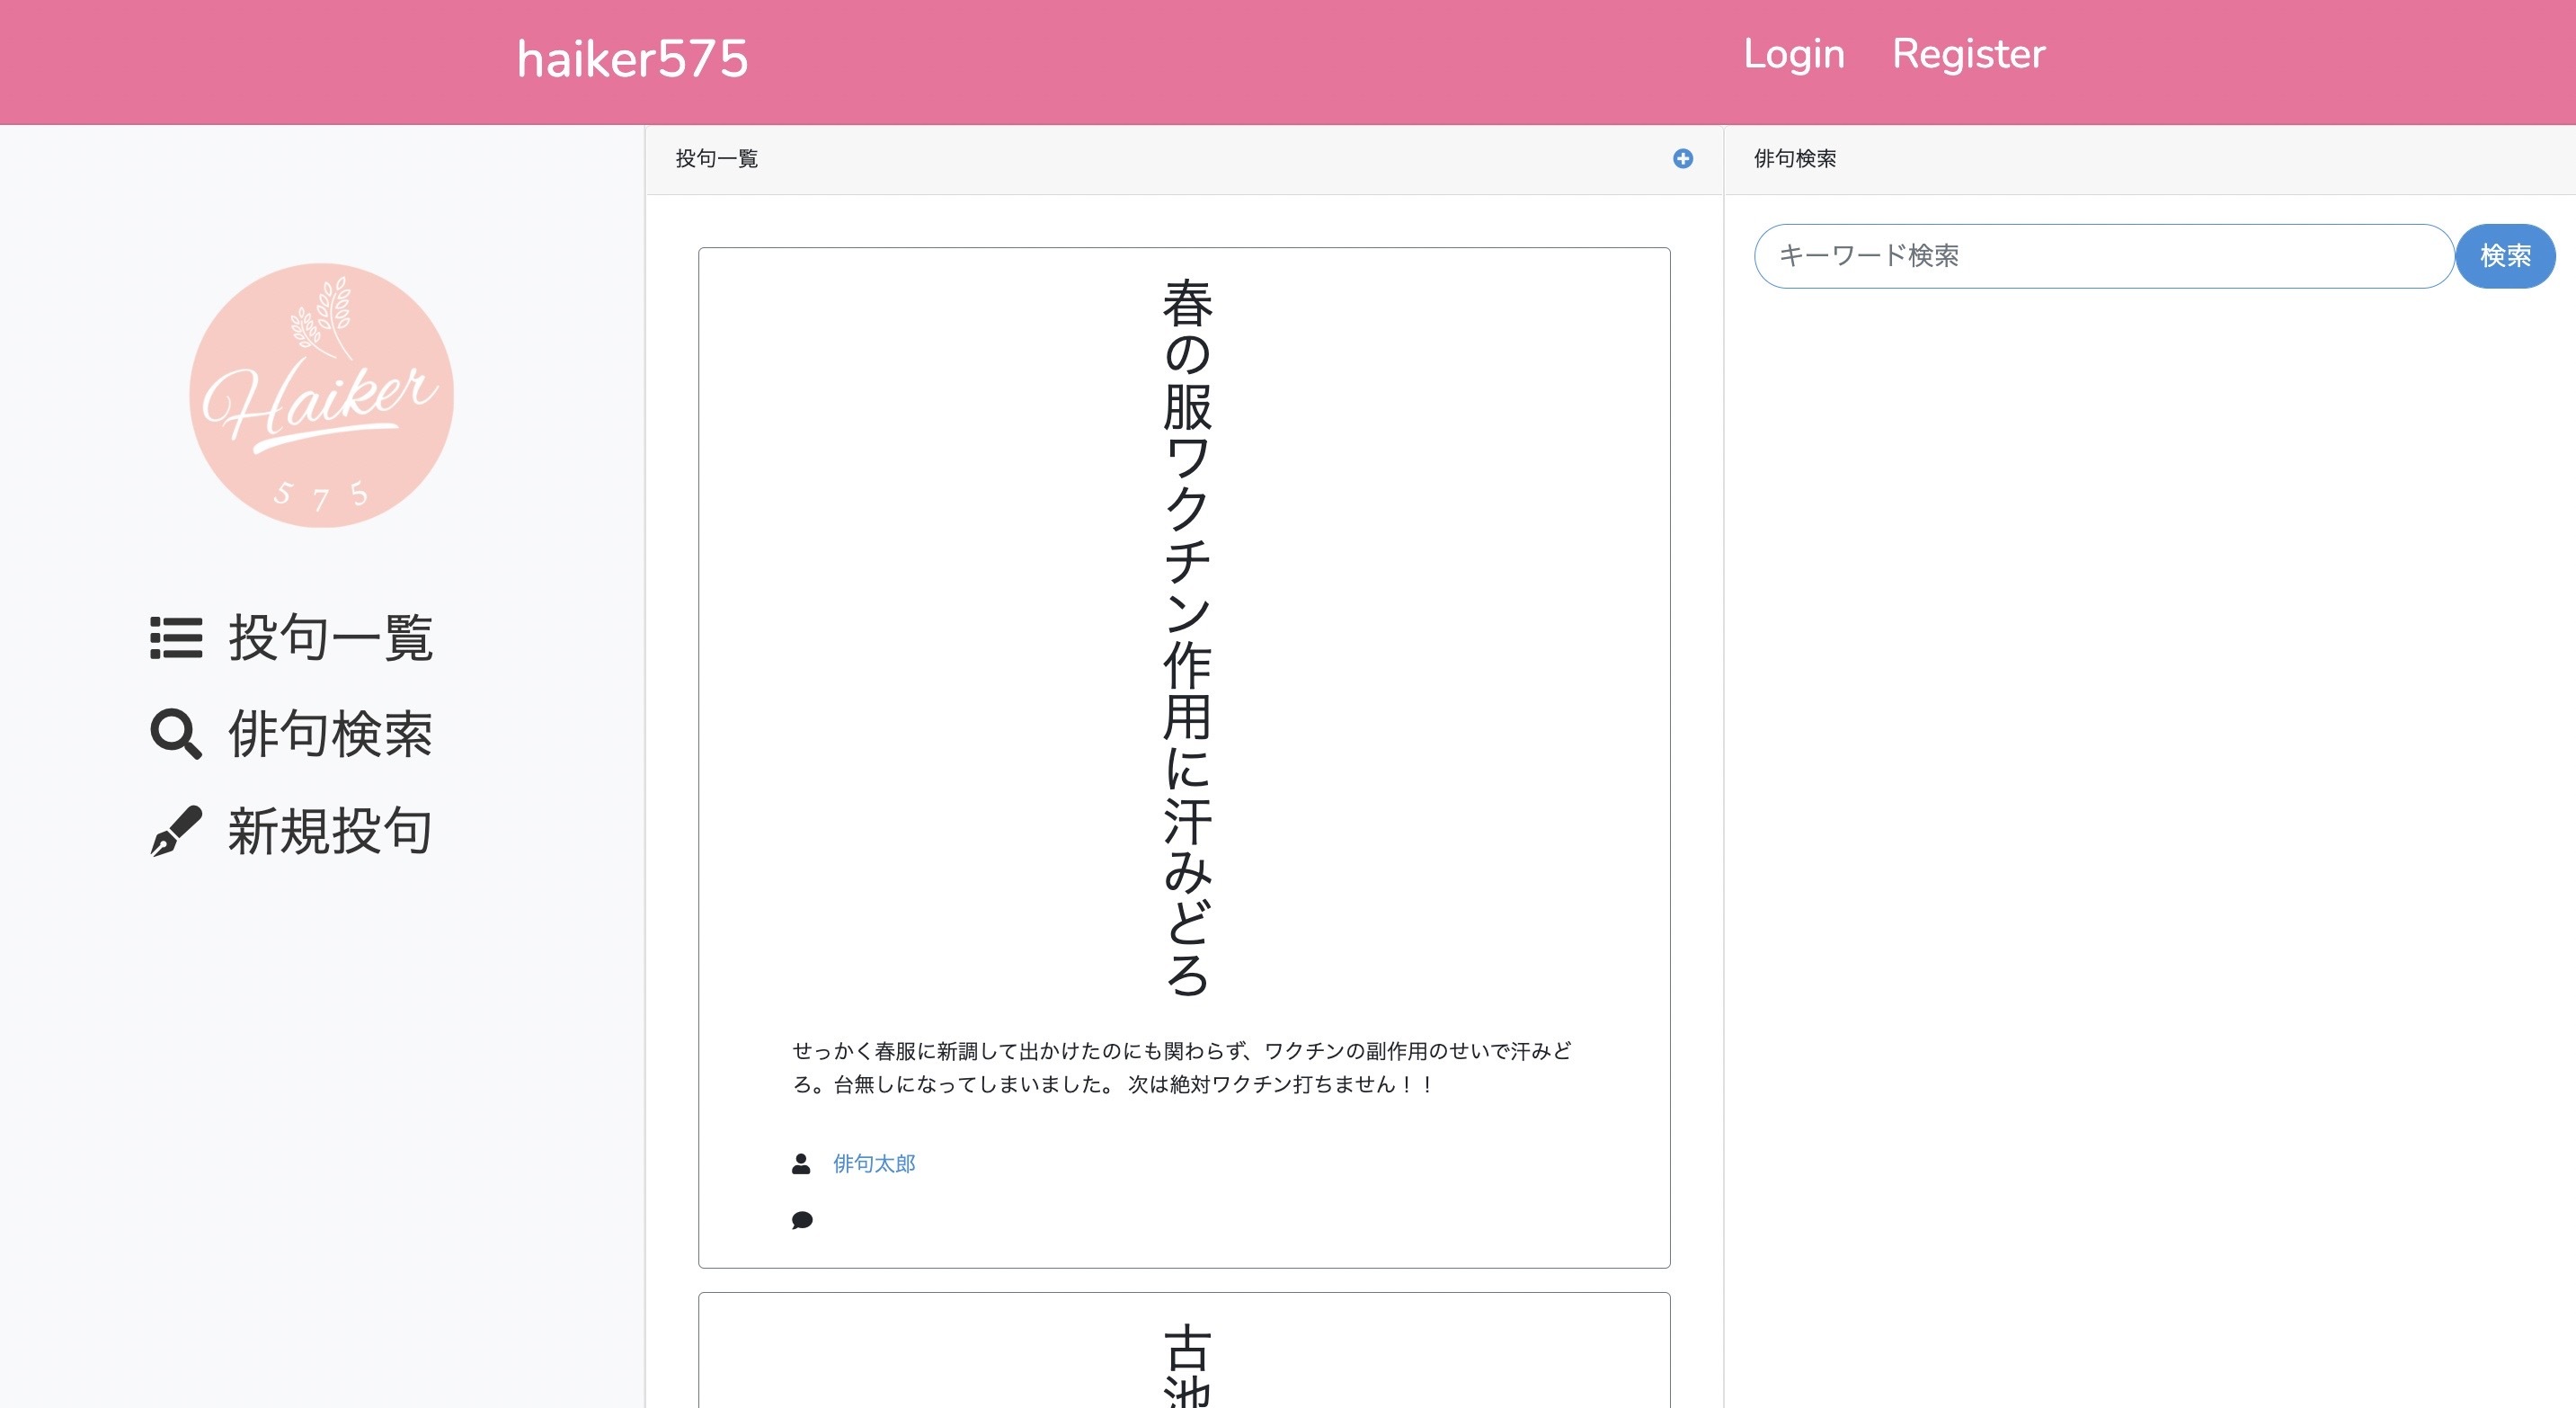 haiker575
Login
Register
Haiker
5 7 5
投句一覧
俳句検索
新規投句
投句一覧
春の服ワクチン作用に汗みどろ
せっかく春服に新調して出かけたのにも関わらず、ワクチンの副作用のせいで汗みど
ろ。台無しになってしまいました。 次は絶対ワクチン打ちません！！
俳句太郎
古池
俳句検索
キーワード検索
検索